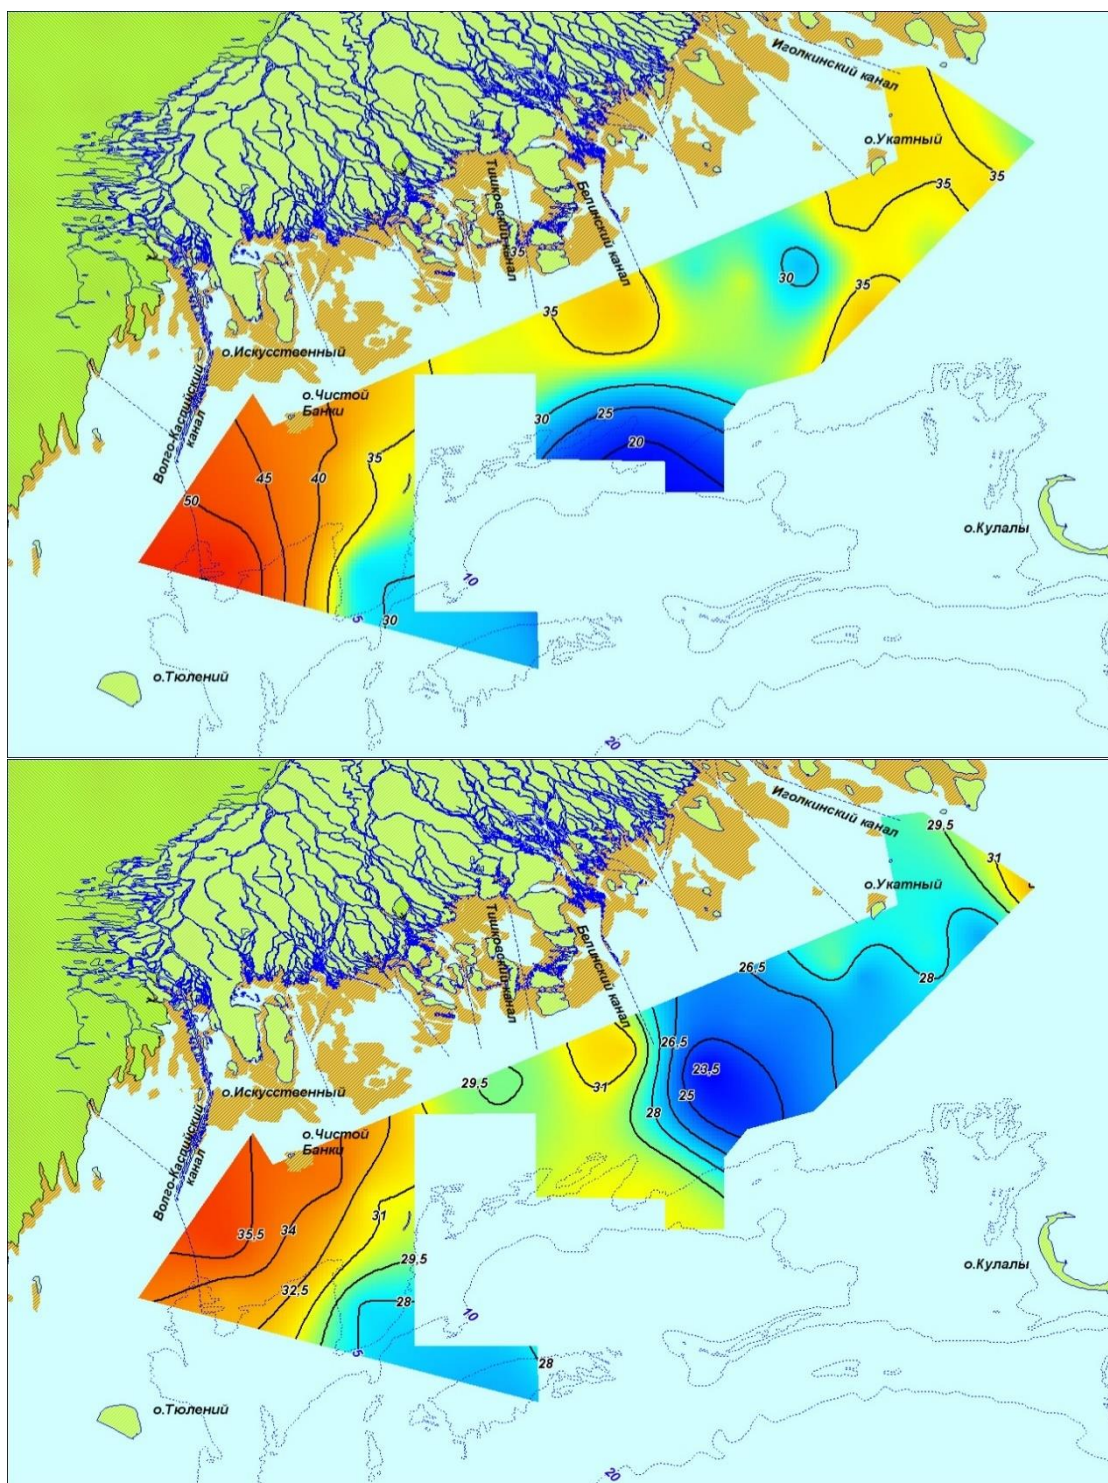 Иголкинский канал
о.Укатный
35
35
Тишковский канал
Белинский канал
35
30
35
35
о.Искусственный
о.Чистой
Банки
Волго-Каспийский
канал
30
25
20
35
45
40
50
о.Кулалы
10
5
30
о.Тюлений
20
Иголкинский канал
29,5
31
о.Укатный
Тишковский канал
Белинский канал
26,5
28
26,5
23,5
29,5
31
25
28
о.Искусственный
о.Чистой
Банки
Волго-Каспийский
канал
31
34
35,5
29,5
о.Кулалы
32,5
28
10
5
28
о.Тюлений
20